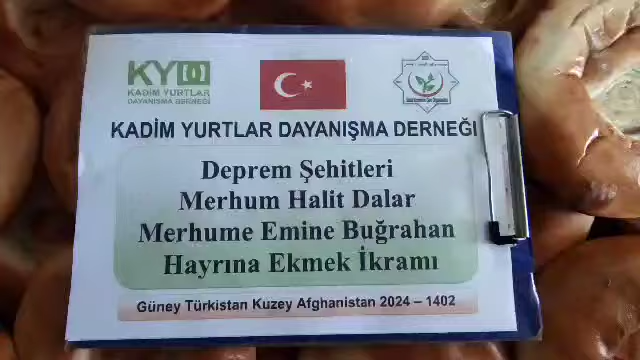 KYDD
KADİM YURTLAR
DAYANIŞMA DERNEĞİ
KADİM YURTLAR DAYANIŞMA DERNEĞİ
Deprem Şehitleri
Merhum Halit Dalar
Merhume Emine Buğrahan
Hayrına Ekmek İkramı
Güney Türkistan Kuzey Afghanistan 2024 – 1402